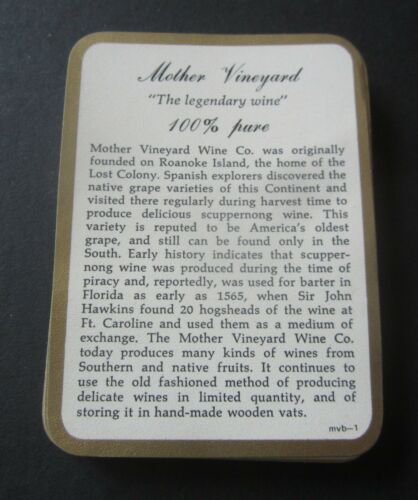 Mother Vineyard
"The legendary wine"
100% pure
Mother Vineyard Wine Co. was originally
founded on Roanoke Island, the home of the
Lost Colony. Spanish explorers discovered the
native grape varieties of this Continent and
visited there regularly during harvest time to
produce delicious scuppernong wine. This
variety is reputed to be America's oldest
grape, and still can be found only in the
South. Early history indicates that scupper-
nong wine was produced during the time of
piracy and, reportedly, was used for barter in
Florida as early as 1565, when Sir John
Hawkins found 20 hogsheads of the wine at
Ft. Caroline and used them as a medium of
exchange. The Mother Vineyard Wine Co.
today produces many kinds of wines from
Southern and native fruits. It continues to
use the old fashioned method of producing
delicate wines in limited quantity, and of
storing it in hand-made wooden vats.
mvb-1